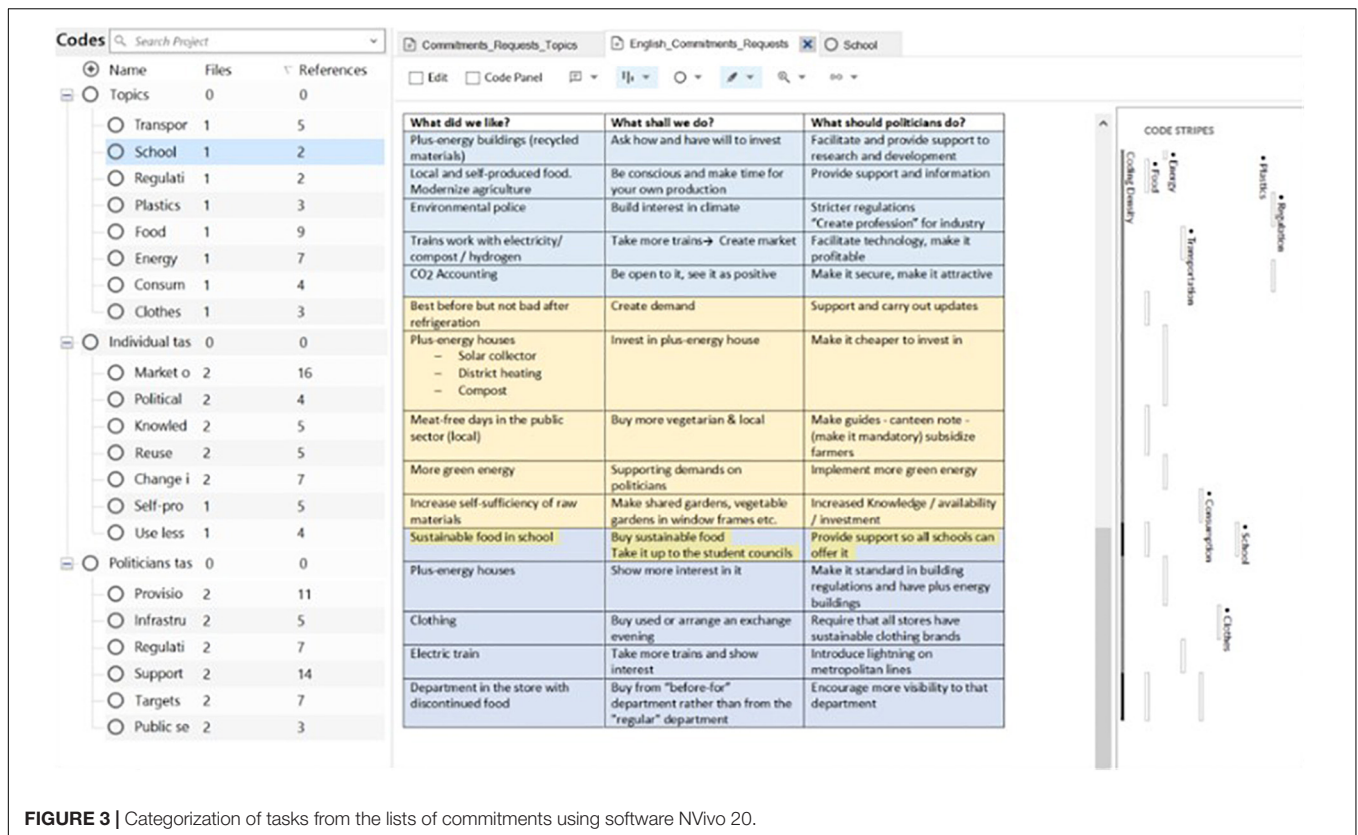 Codes Search Project
Name Files References
Topics 0 0
Transpor 1 5
School 1 2
Regulati 1 2
Plastics 1 3
Food 1 9
Energy 1 7
Consum 1 4
Clothes 1 3
Individual tas 0 0
Market o 2 16
Political 2 4
Knowled 2 5
Reuse 2 5
Change i 2 7
Self-pro 1 5
Use less 1 4
Politicians tas 0 0
Provisio 2 11
Infrastru 2 5
Regulati 2 7
Support 2 14
Targets 2 7
Public se 2 3
Commitments_Requests_Topics English_Commitments_Requests School
Edit Code Panel
What did we like? What shall we do? What should politicians do?
Plus-energy buildings (recycled
materials)
Ask how and have will to invest
Facilitate and provide support to
research and development
Local and self-produced food.
Modernize agriculture
Be conscious and make time for
your own production
Provide support and information
Environmental police
Build interest in climate
Stricter regulations
"Create profession" for industry
Trains work with electricity/
compost / hydrogen
Take more trains→ Create market
Facilitate technology, make it
profitable
CO2 Accounting
Be open to it, see it as positive
Make it secure, make it attractive
Best before but not bad after
refrigeration
Create demand
Support and carry out updates
Plus-energy houses
– Solar collector
– District heating
– Compost
Invest in plus-energy house
Make it cheaper to invest in
Meat-free days in the public
sector (local)
Buy more vegetarian & local
Make guides - canteen note -
(make it mandatory) subsidize
farmers
More green energy
Supporting demands on
politicians
Implement more green energy
Increase self-sufficiency of raw
materials
Make shared gardens, vegetable
gardens in window frames etc.
Increased Knowledge / availability
/ investment
Sustainable food in school
Buy sustainable food
Take it up to the student councils
Provide support so all schools can
offer it
Plus-energy houses
Show more interest in it
Make it standard in building
regulations and have plus energy
buildings
Clothing
Buy used or arrange an exchange
evening
Require that all stores have
sustainable clothing brands
Electric train
Take more trains and show
interest
Introduce lightning on
metropolitan lines
Department in the store with
discontinued food
Buy from "before-for"
department rather than from the
"regular" department
Encourage more visibility to that
department
CODE STRIPES
Coding Density
Food
Energy
Transportation
Consumption
Clothes
School
Plastics
Regulation
FIGURE 3 | Categorization of tasks from the lists of commitments using software NVivo 20.